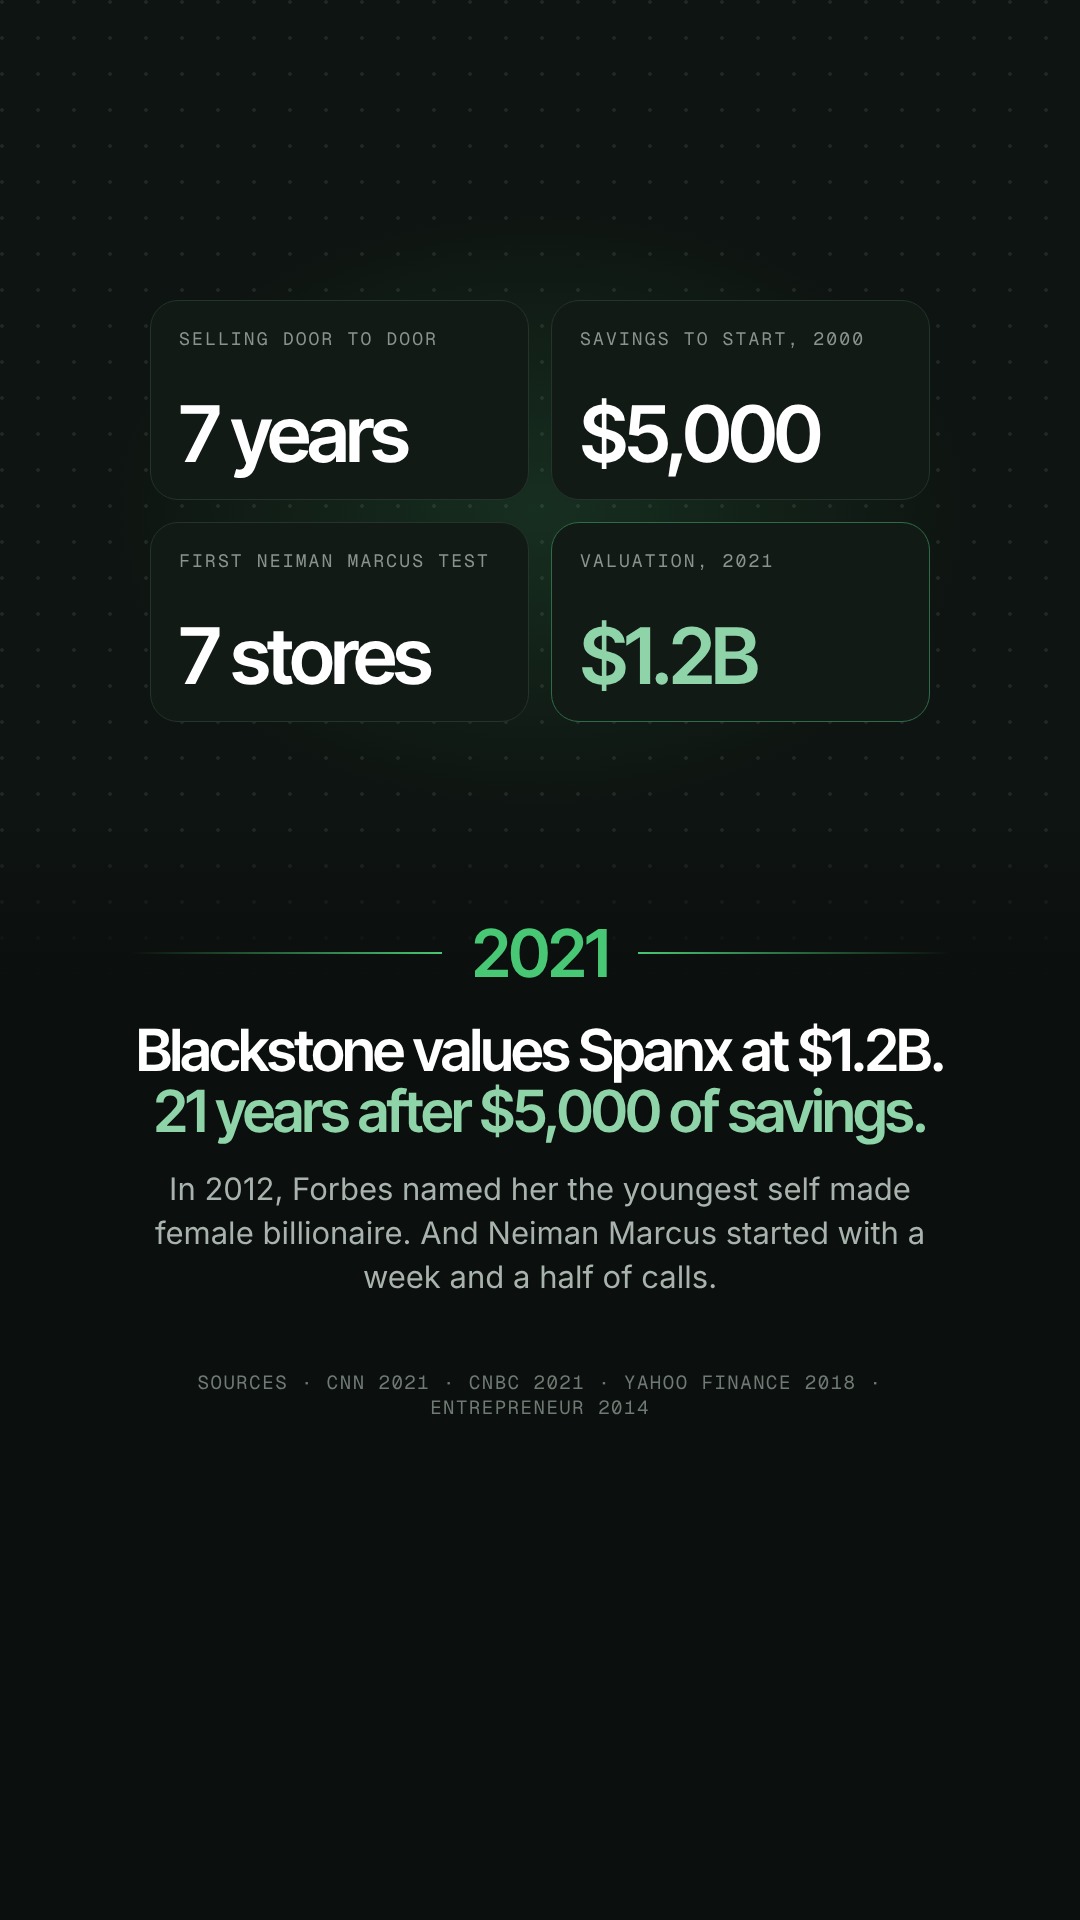 SELLING DOOR TO DOOR
7 years
SAVINGS TO START, 2000
$5,000
FIRST NEIMAN MARCUS TEST
7 stores
VALUATION, 2021
$1.2B
2021
Blackstone values Spanx at $1.2B.
21 years after $5,000 of savings.
In 2012, Forbes named her the youngest self made
female billionaire. And Neiman Marcus started with a
week and a half of calls.
SOURCES · CNN 2021 · CNBC 2021 · YAHOO FINANCE 2018 ·
ENTREPRENEUR 2014